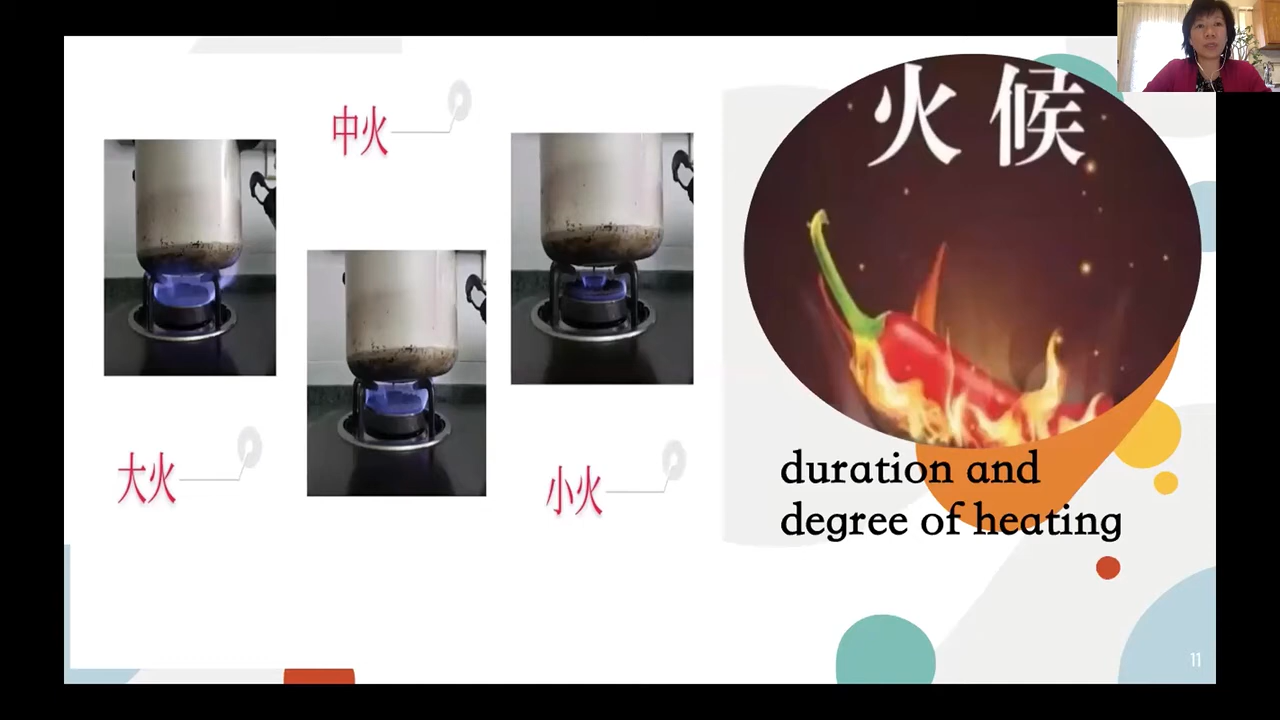 中火
大火
小火
火候
duration and
degree of heating
11